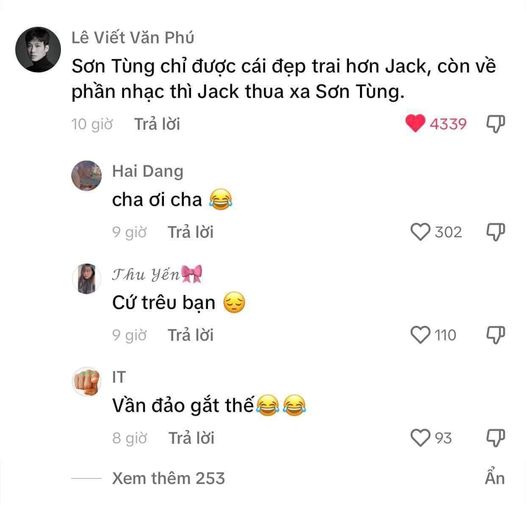 Lê Viết Văn Phú
Sơn Tùng chỉ được cái đẹp trai hơn Jack, còn về
phần nhạc thì Jack thua xa Sơn Tùng.
10 giờ Trả lời 4339
Hai Dang
cha ơi cha 😂
9 giờ Trả lời 302
𝓣𝓱𝓾 𝓨ế𝓷🎀
Cứ trêu bạn 😔
9 giờ Trả lời 110
IT
Vần đảo gắt thế😂😂
8 giờ Trả lời 93
Xem thêm 253 Ẩn